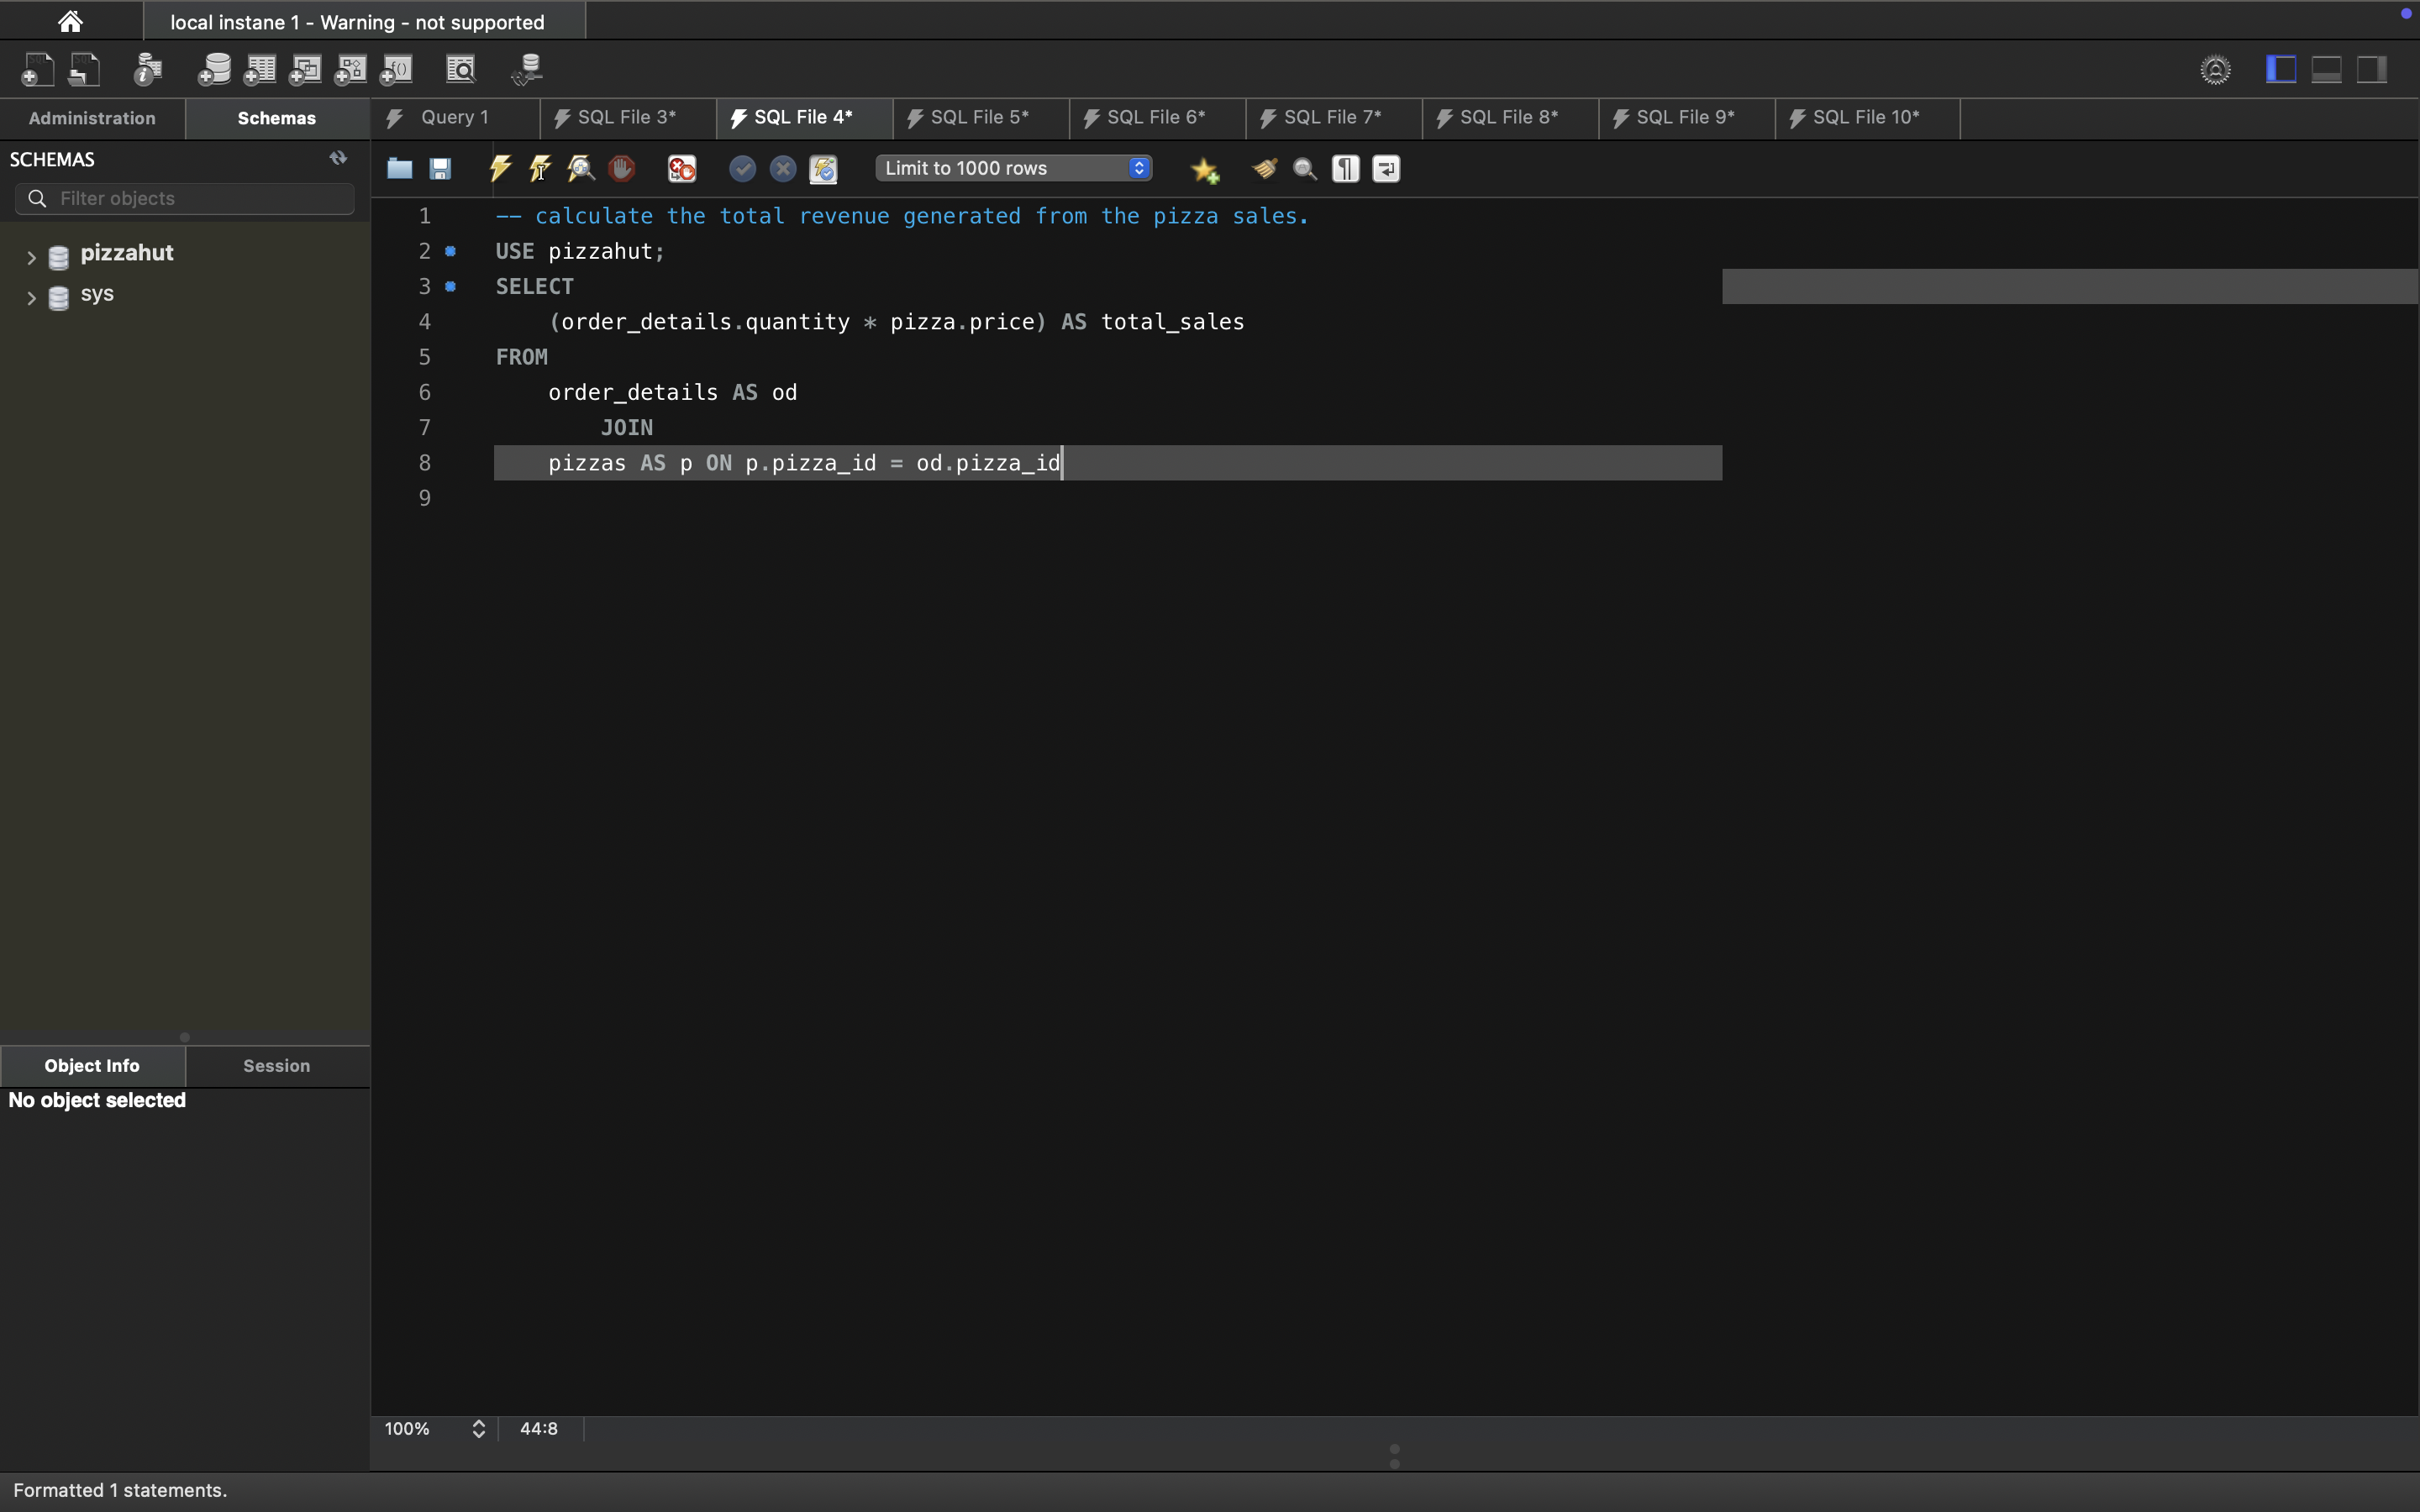 local instane 1 - Warning - not supported
Administration
Schemas
Query 1
SQL File 3*
SQL File 4*
SQL File 5*
SQL File 6*
SQL File 7*
SQL File 8*
SQL File 9*
SQL File 10*
SCHEMAS
Filter objects
pizzahut
sys
Limit to 1000 rows
1 -- calculate the total revenue generated from the pizza sales.
2 USE pizzahut;
3 SELECT
4 (order_details.quantity * pizza.price) AS total_sales
5 FROM
6 order_details AS od
7 JOIN
8 pizzas AS p ON p.pizza_id = od.pizza_id
9
Object Info
Session
No object selected
100%
44:8
Formatted 1 statements.